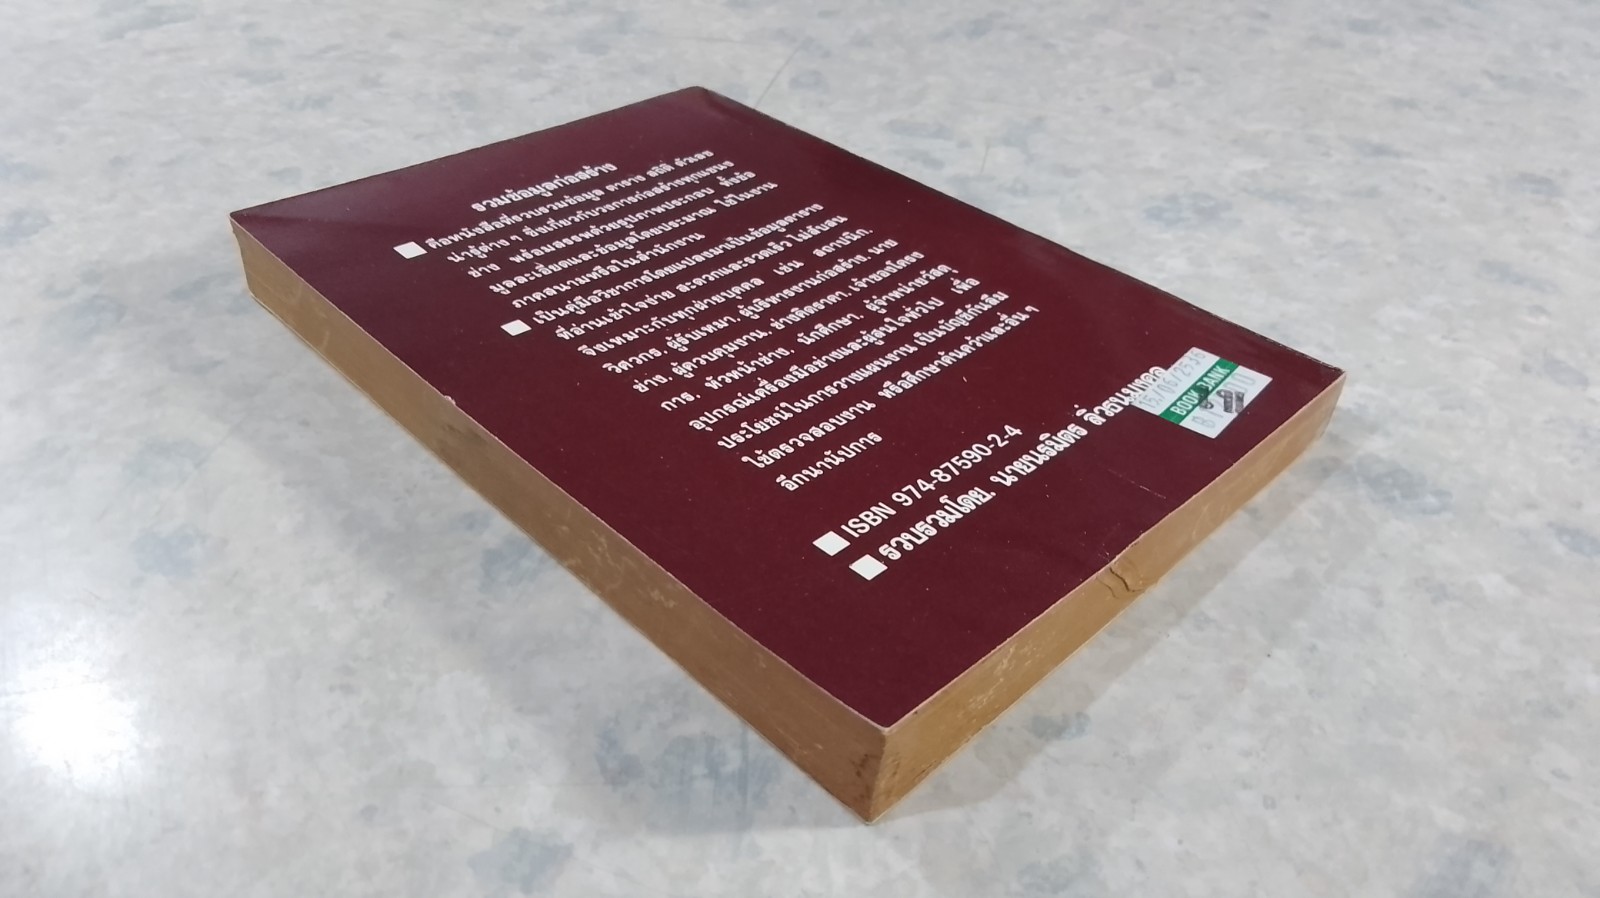 รวมข้อมูลก่อสร้าง
■ คือหนังสือที่รวบรวมข้อมูล ตาราง สถิติ ตัวเลข
น่ารู้ต่าง ๆ ซึ่งเกี่ยวกับวงการก่อสร้างทุกแขนง
ช่าง พร้อมสรรพด้วยรูปภาพประกอบ ทั้งข้อ
มูลละเอียดและข้อมูลโดยประมาณ ใช้ในงาน
ภาคสนามหรือในสำนักงาน
■ เป็นคู่มือวิชาการโดยแปลงมาเป็นข้อมูลตาราง
ที่อ่านเข้าใจง่าย สะดวกและรวดเร็ว ไม่สับสน
จึงเหมาะกับทุกฝ่ายบุคคล เช่น สถาปนิก,
วิศวกร, ผู้รับเหมา, ผู้บริหารงานก่อสร้าง, นาย
ช่าง, ผู้ควบคุมงาน, ช่างคิดราคา, เจ้าของโครง
การ, หัวหน้าช่าง, นักศึกษา, ผู้จำหน่ายวัสดุ
อุปกรณ์เครื่องมือช่างและผู้สนใจทั่วไป เพื่อ
ประโยชน์ในการวางแผนงาน เป็นบัญชีกันลืม
ใช้ตรวจสอบงาน หรือศึกษาค้นคว้าและอื่น ๆ
อีกนานัปการ
■ ISBN 974-87590-2-4
■ รวบรวมโดย. นายนรมิตร
15/06/2536
BOOK BANK